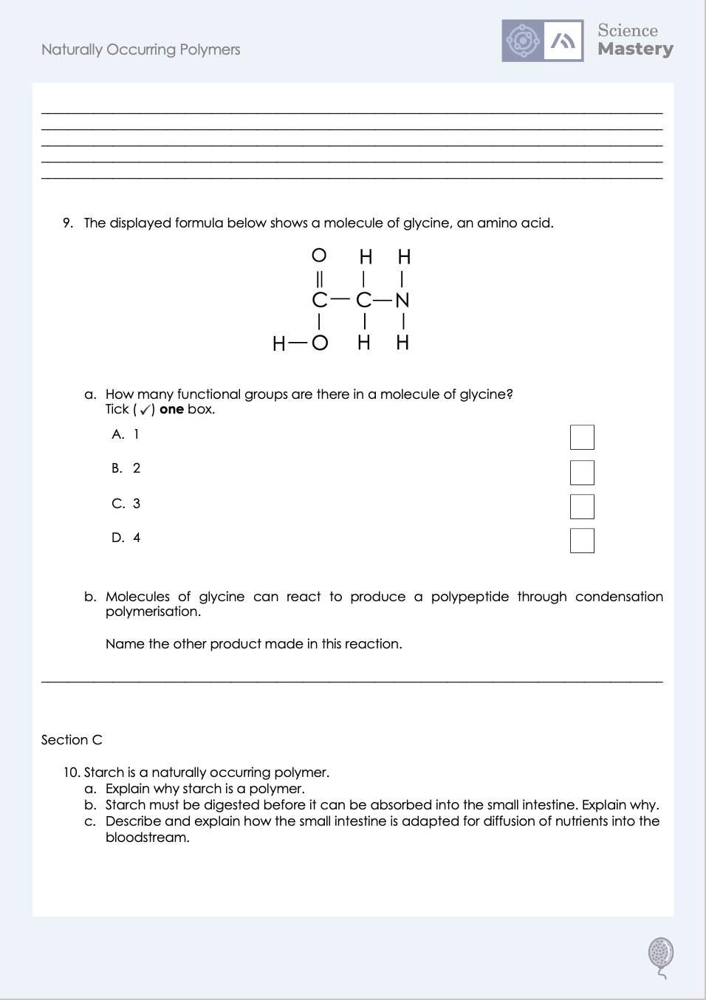 Naturally Occurring Polymers
Science
Mastery
9. The displayed formula below shows a molecule of glycine, an amino acid.
O H H
|| | |
C — C — N
| | |
H — O H H
a. How many functional groups are there in a molecule of glycine?
Tick (✓) one box.
A. 1
B. 2
C. 3
D. 4
b. Molecules of glycine can react to produce a polypeptide through condensation
polymerisation.
Name the other product made in this reaction.
Section C
10. Starch is a naturally occurring polymer.
a. Explain why starch is a polymer.
b. Starch must be digested before it can be absorbed into the small intestine. Explain why.
c. Describe and explain how the small intestine is adapted for diffusion of nutrients into the
bloodstream.